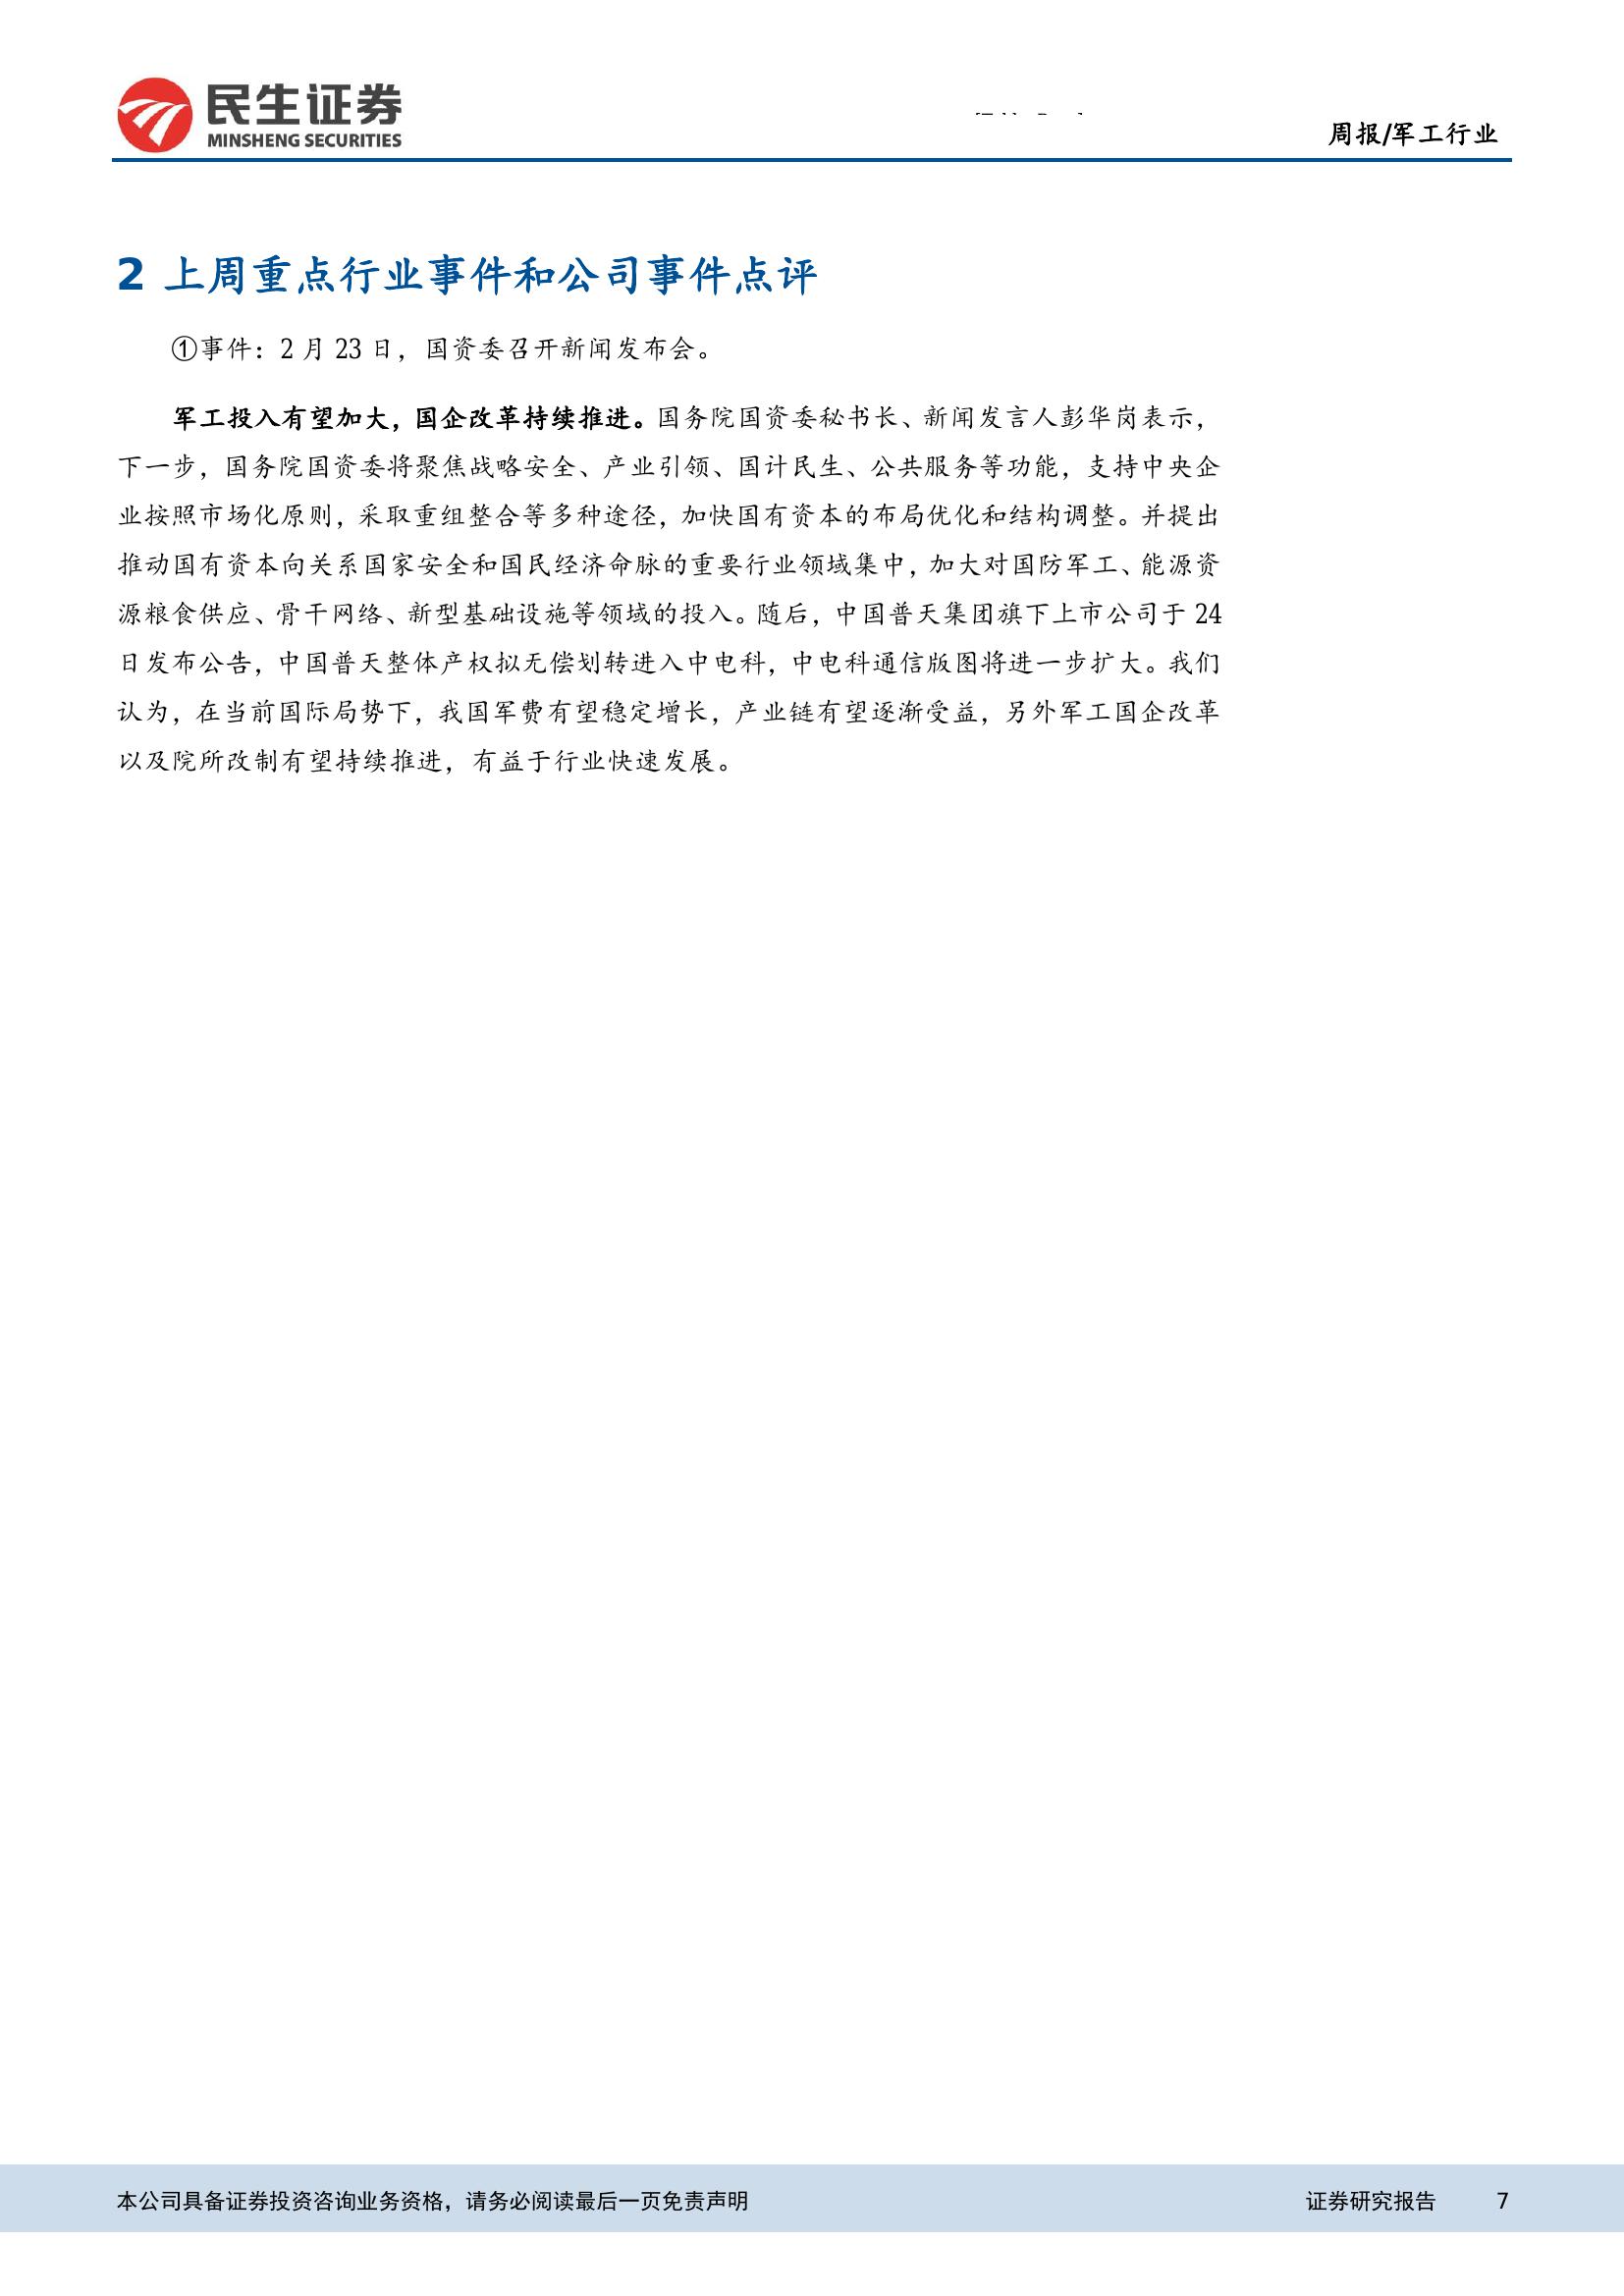 民生证券
MINSHENG SECURITIES
周报/军工行业
2 上周重点行业事件和公司事件点评
①事件：2 月 23 日，国资委召开新闻发布会。
军工投入有望加大，国企改革持续推进。国务院国资委秘书长、新闻发言人彭华岗表示，
下一步，国务院国资委将聚焦战略安全、产业引领、国计民生、公共服务等功能，支持中央企
业按照市场化原则，采取重组整合等多种途径，加快国有资本的布局优化和结构调整。并提出
推动国有资本向关系国家安全和国民经济命脉的重要行业领域集中，加大对国防军工、能源资
源粮食供应、骨干网络、新型基础设施等领域的投入。随后，中国普天集团旗下上市公司于 24
日发布公告，中国普天整体产权拟无偿划转进入中电科，中电科通信版图将进一步扩大。我们
认为，在当前国际局势下，我国军费有望稳定增长，产业链有望逐渐受益，另外军工国企改革
以及院所改制有望持续推进，有益于行业快速发展。
本公司具备证券投资咨询业务资格，请务必阅读最后一页免责声明
证券研究报告 7